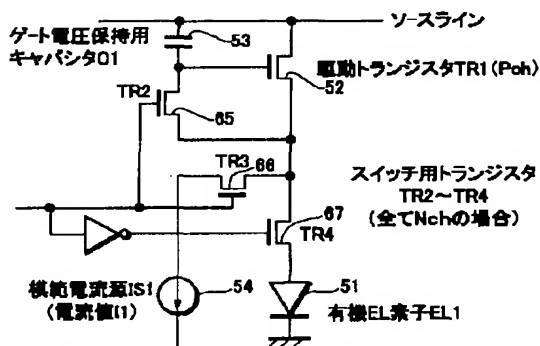 ソースライン
ゲート電圧保持用
キャパシタC1
53
駆動トランジスタTR1(Pch)
52
TR2
65
TR3
66
スイッチ用トランジスタ
TR2〜TR4
(全てNchの場合)
67
TR4
模範電流源IS1
(電流値I1)
54
51
有機EL素子EL1